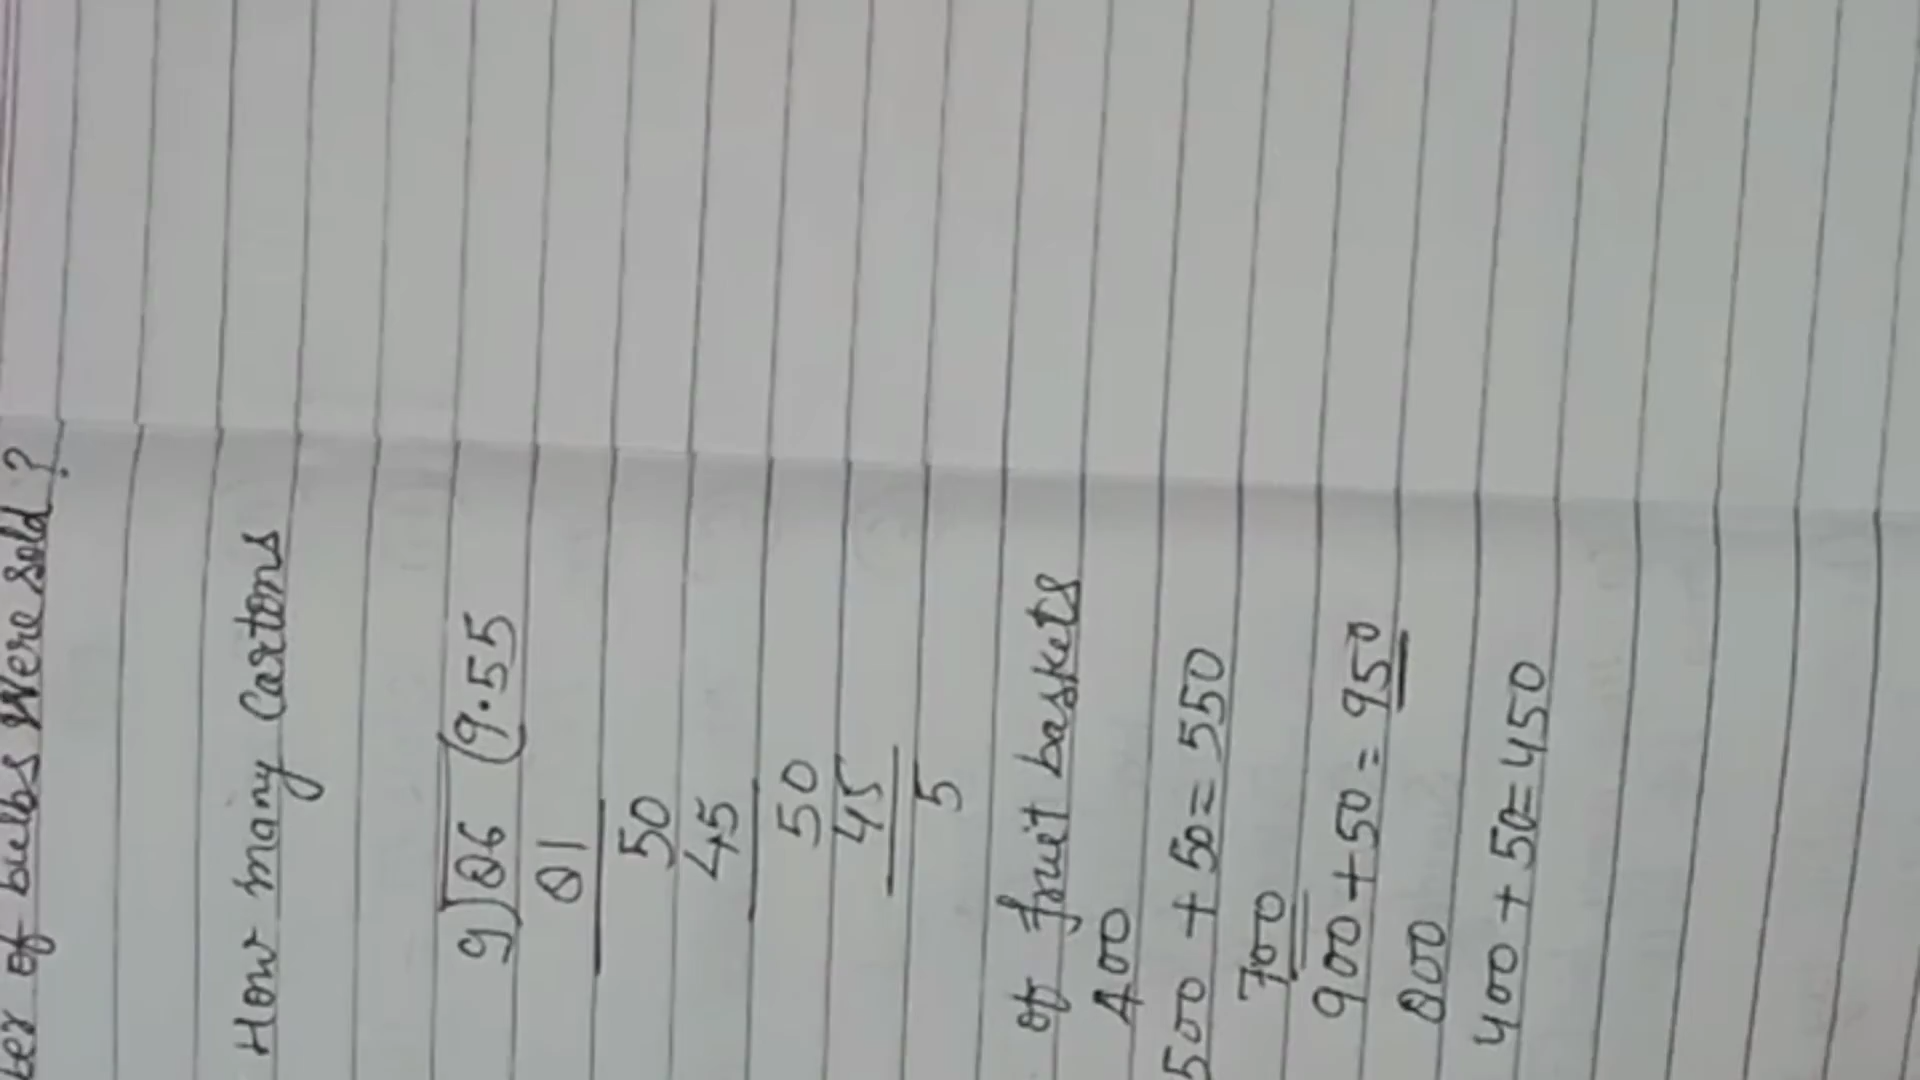 of bulbs were sold?
How many Cartons
9)86 (9.55
81
50
45
50
45
5
of fruit baskets
400
500 + 50 = 550
700
900 + 50 = 950
800
400 + 50 = 450